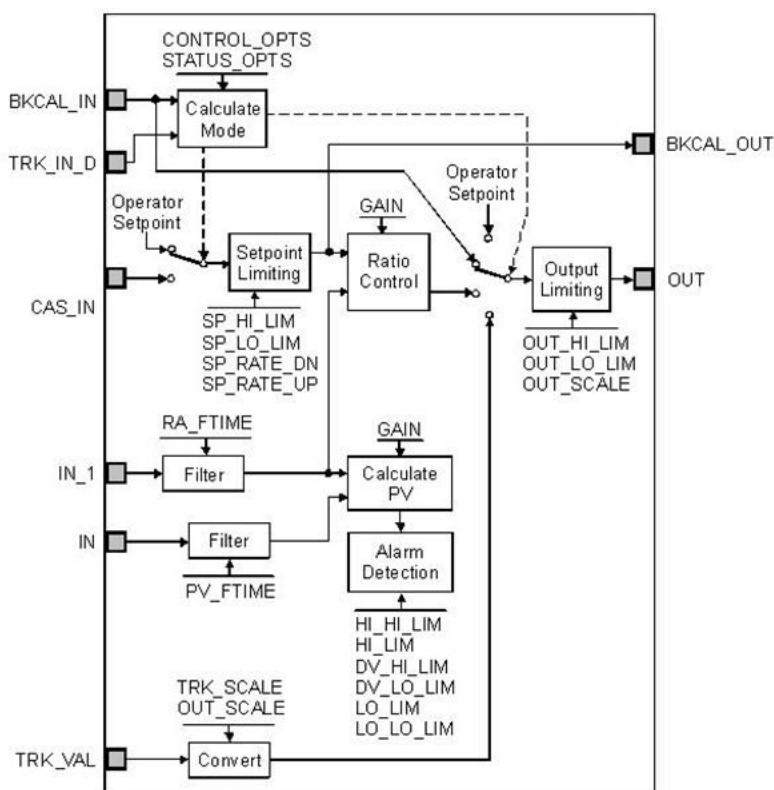 CONTROL_OPTS
STATUS_OPTS
BKCAL_IN
Calculate
Mode
TRK_IN_D
BKCAL_OUT
Operator
Setpoint
Operator
Setpoint
GAIN
Setpoint
Limiting
Ratio
Control
Output
Limiting
OUT
CAS_IN
SP_HI_LIM
SP_LO_LIM
SP_RATE_DN
SP_RATE_UP
OUT_HI_LIM
OUT_LO_LIM
OUT_SCALE
RA_FTIME
GAIN
IN_1
Filter
Calculate
PV
IN
Filter
PV_FTIME
Alarm
Detection
HI_HI_LIM
HI_LIM
DV_HI_LIM
DV_LO_LIM
LO_LIM
LO_LO_LIM
TRK_SCALE
OUT_SCALE
TRK_VAL
Convert